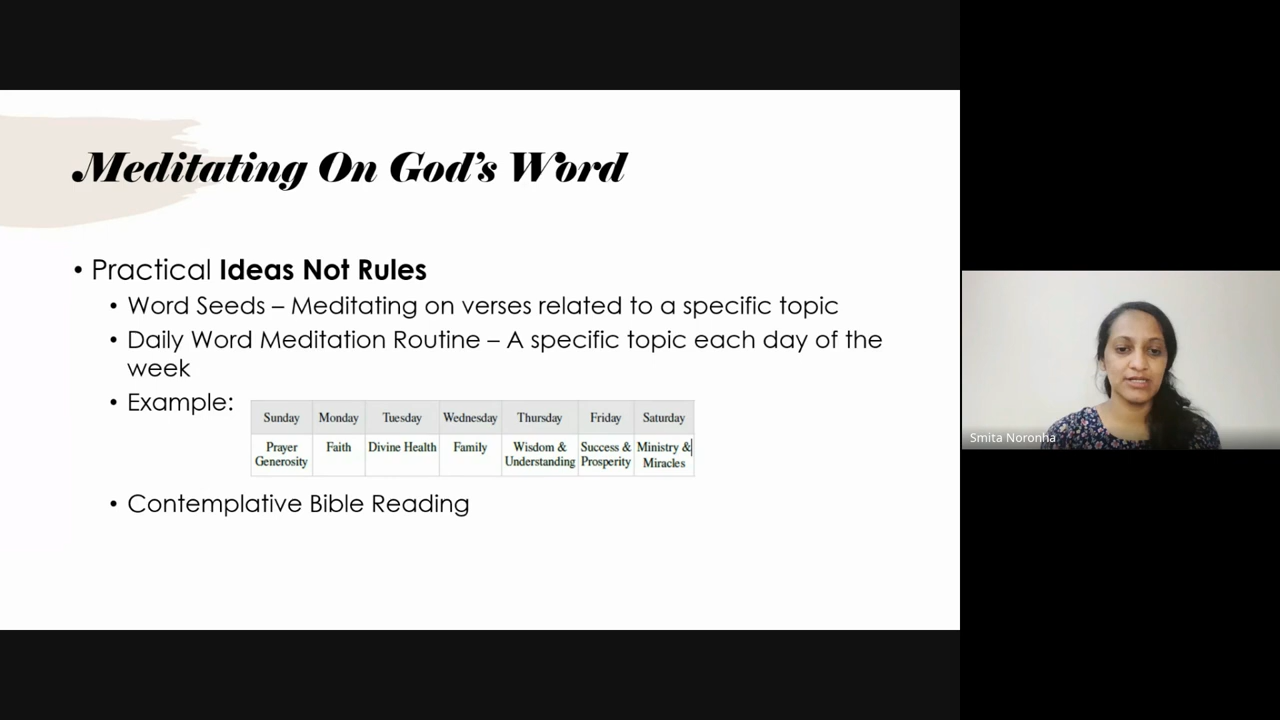 Meditating On God's Word
• Practical Ideas Not Rules
• Word Seeds – Meditating on verses related to a specific topic
• Daily Word Meditation Routine – A specific topic each day of the
week
• Example:
Sunday Monday Tuesday Wednesday Thursday Friday Saturday
Prayer Faith Divine Health Family Wisdom & Success & Ministry &
Generosity Understanding Prosperity Miracles
• Contemplative Bible Reading
Smita Noronha